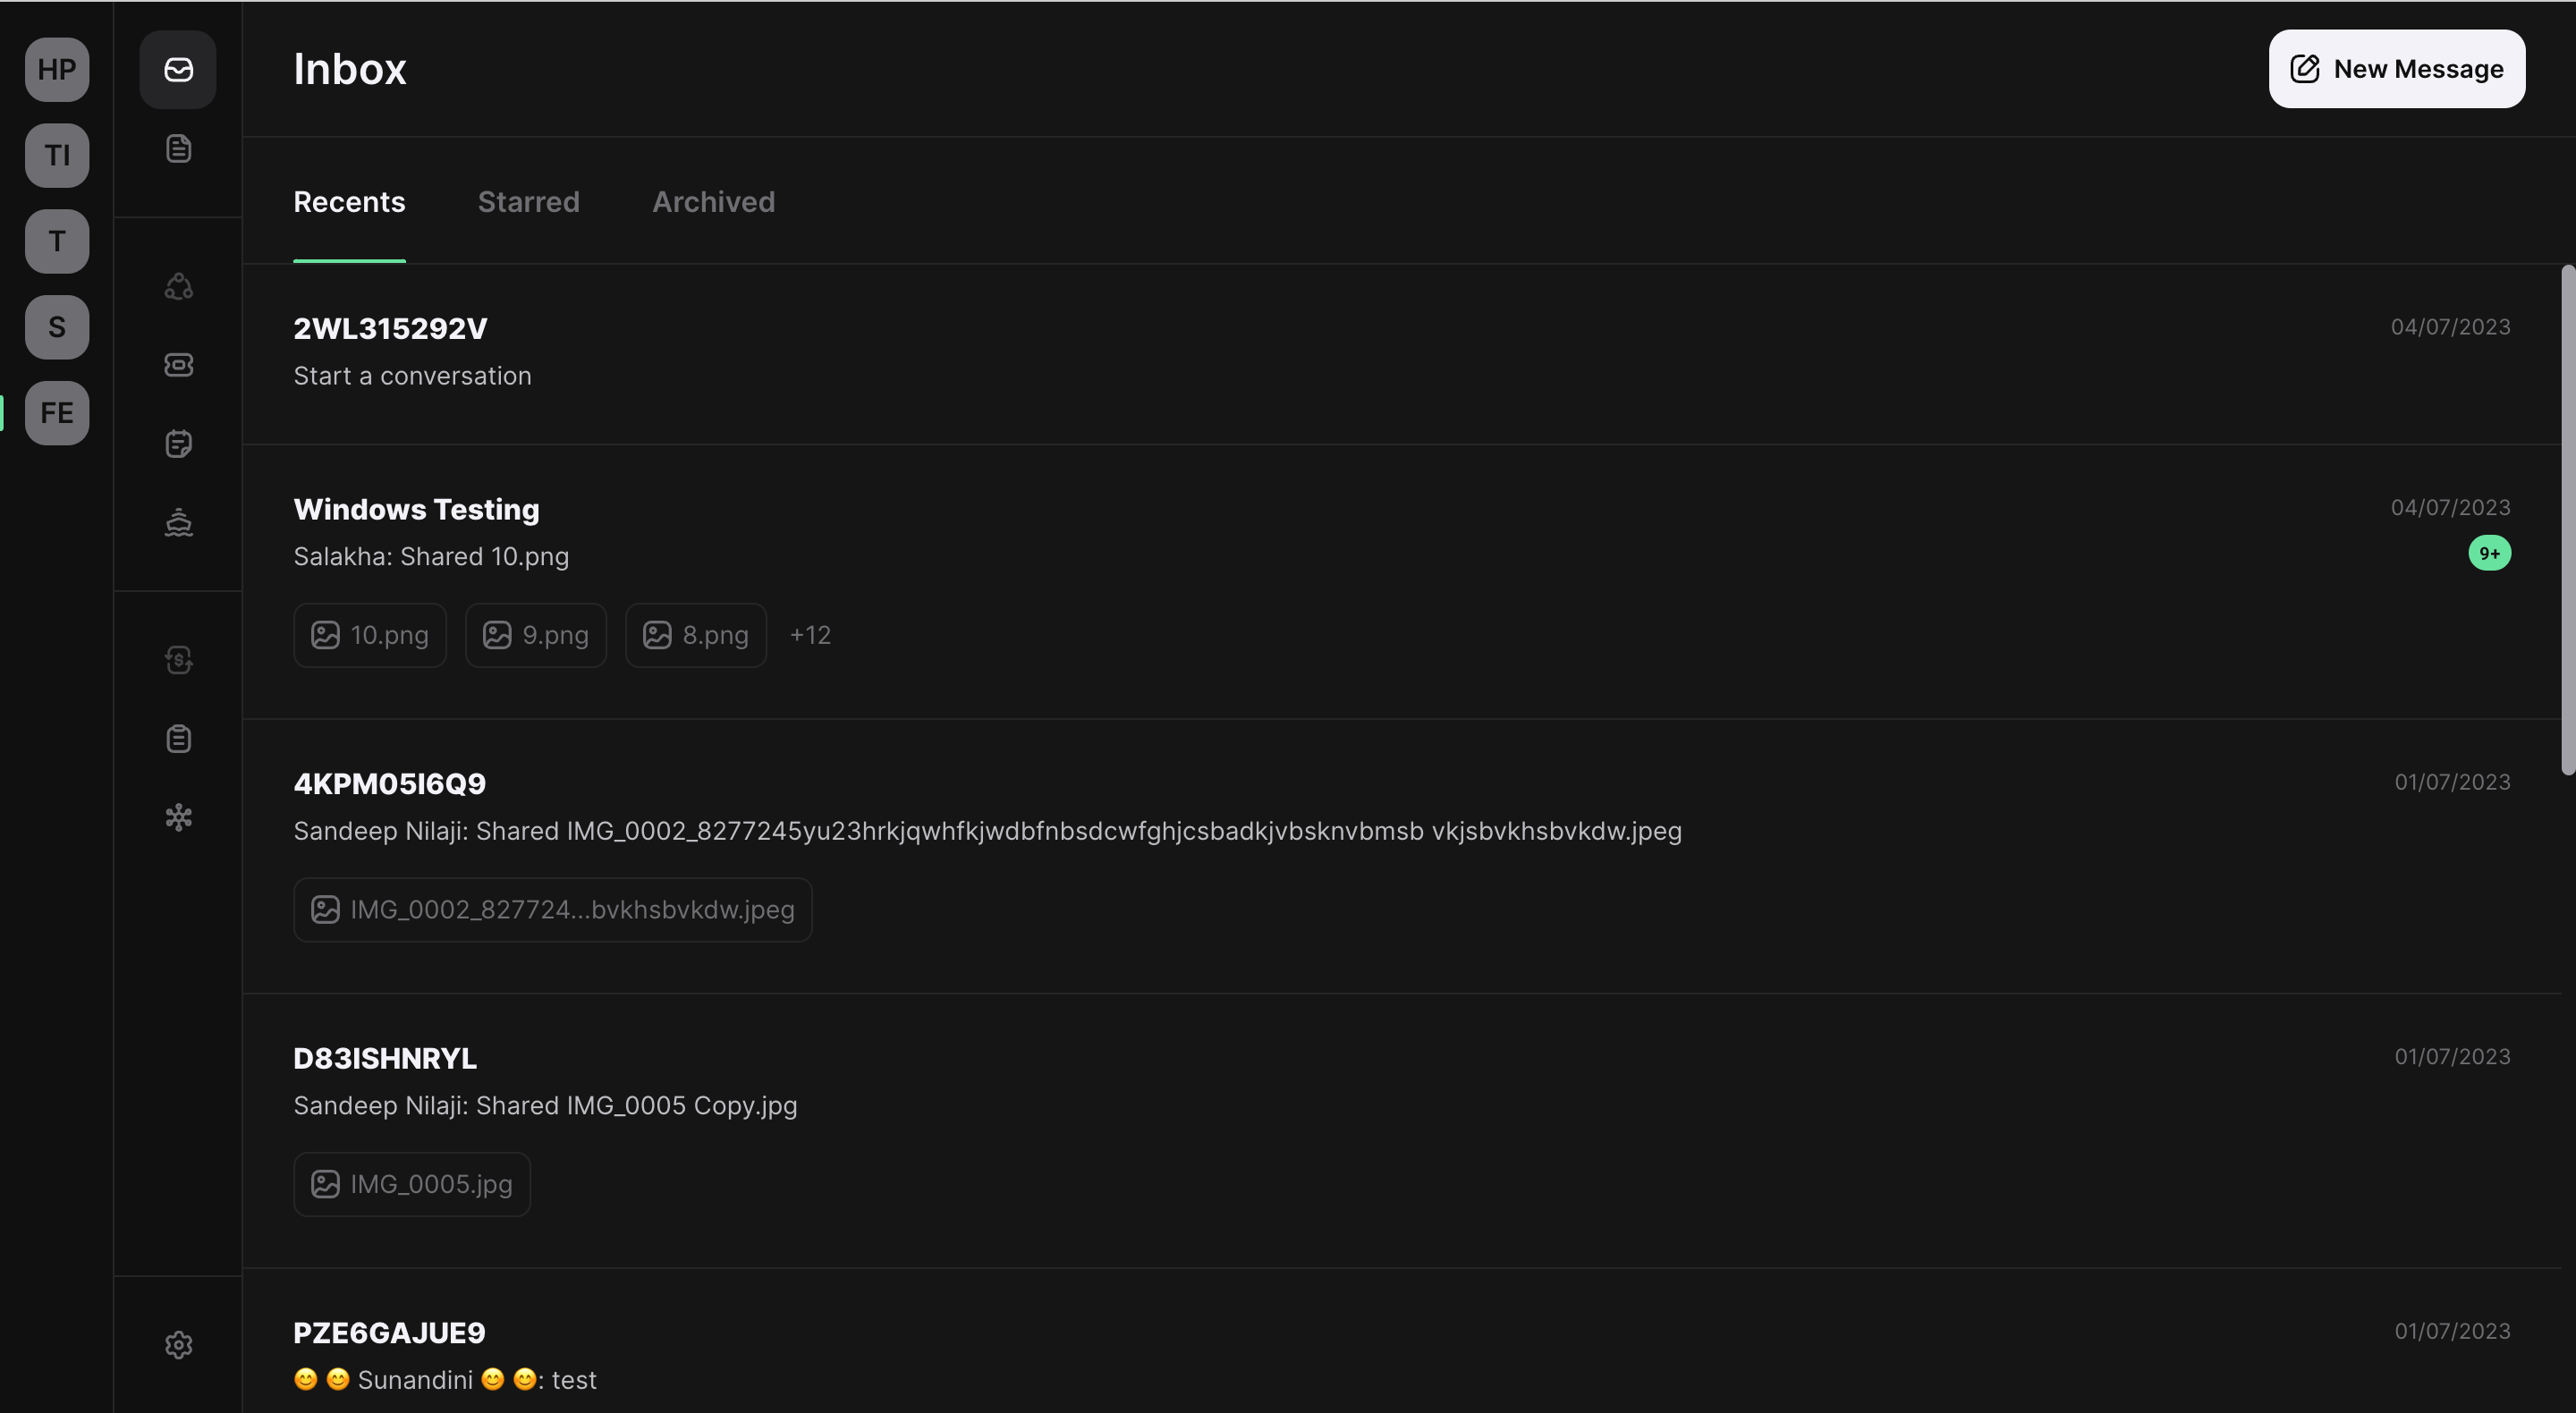 HP
TI
T
S
FE
Inbox
New Message
Recents Starred Archived
2WL315292V 04/07/2023
Start a conversation
Windows Testing 04/07/2023
Salakha: Shared 10.png 9+
10.png 9.png 8.png +12
4KPM05I6Q9 01/07/2023
Sandeep Nilaji: Shared IMG_0002_8277245yu23hrkjqwhfkjwdbfnbsdcwfghjcsbadkjvbsknvbmsb vkjsbvkhsbvkdw.jpeg
IMG_0002_827724...bvkhsbvkdw.jpeg
D83ISHNRYL 01/07/2023
Sandeep Nilaji: Shared IMG_0005 Copy.jpg
IMG_0005.jpg
PZE6GAJUE9 01/07/2023
😊 😊 Sunandini 😊 😊: test